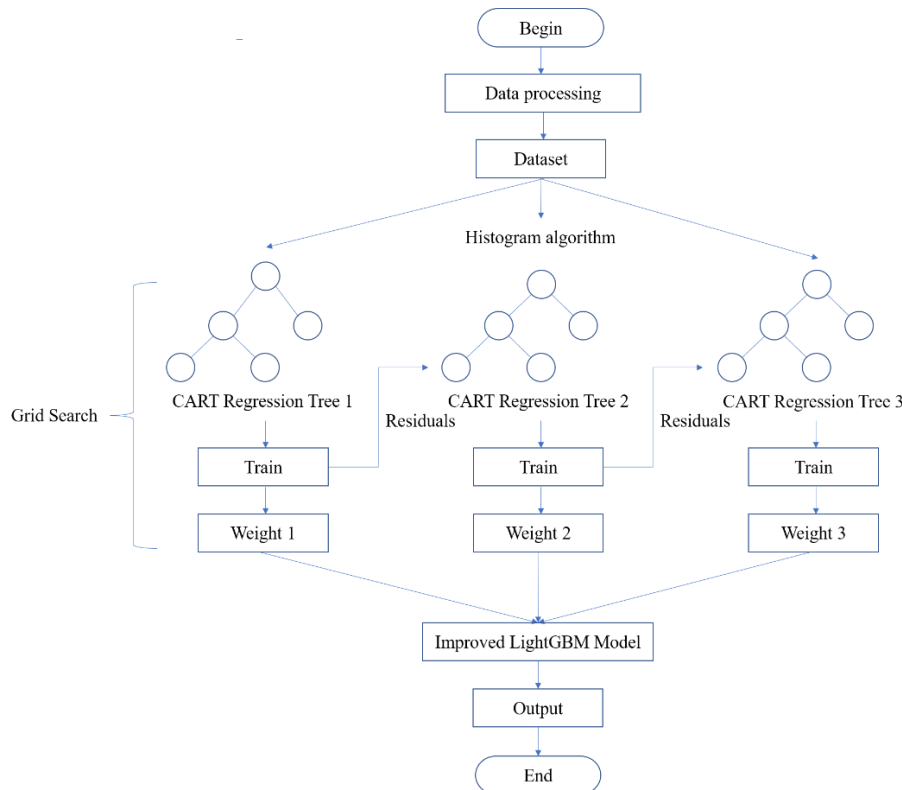 Begin
Data processing
Dataset
Histogram algorithm
Grid Search
CART Regression Tree 1
Residuals
CART Regression Tree 2
Residuals
CART Regression Tree 3
Train
Train
Train
Weight 1
Weight 2
Weight 3
Improved LightGBM Model
Output
End